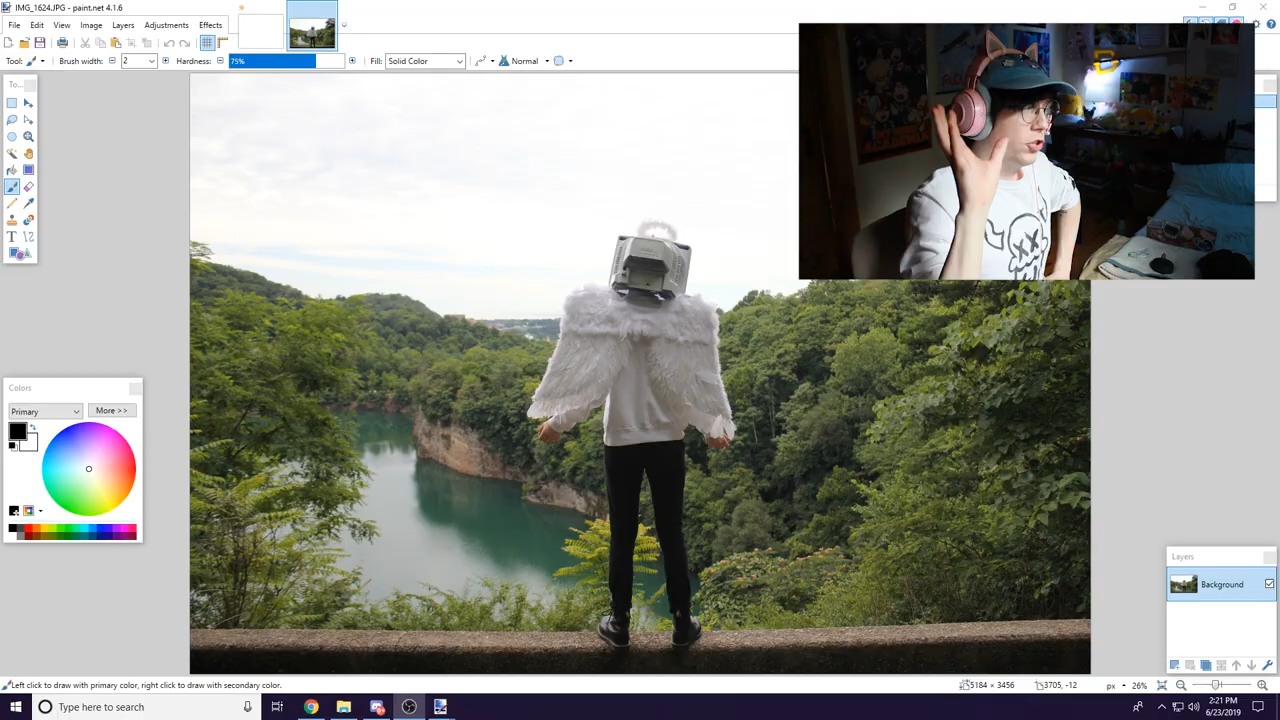 IMG_1624.JPG - paint.net 4.1.6
File Edit View Image Layers Adjustments Effects
Tool: Brush width: 2 Hardness: 75% Fill: Solid Color Normal
To...
Colors
Primary More >>
Layers
Background
Left click to draw with primary color, right click to draw with secondary color. 5184 × 3456 3705, -12 px 26%
Type here to search
2:21 PM
6/23/2019